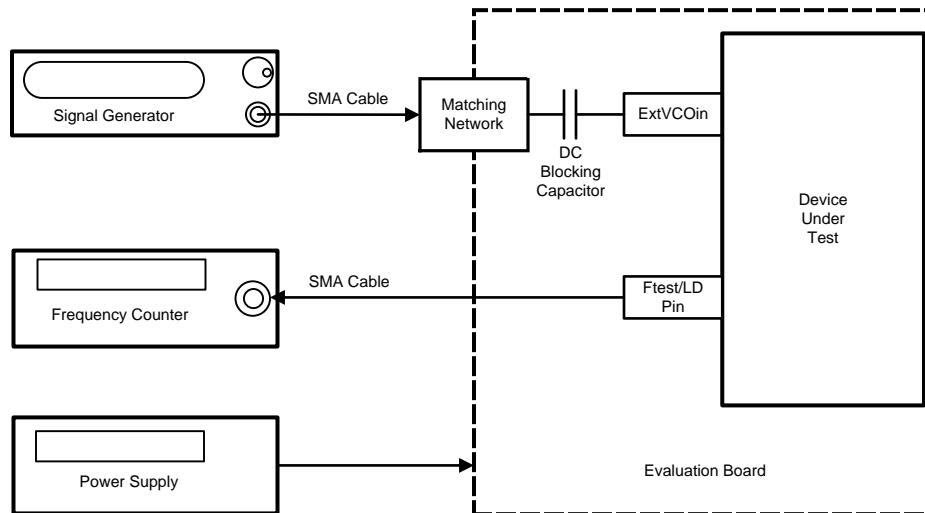 Signal Generator
SMA Cable
Matching
Network
DC
Blocking
Capacitor
ExtVCOin
Device
Under
Test
Frequency Counter
SMA Cable
Ftest/LD
Pin
Power Supply
Evaluation Board